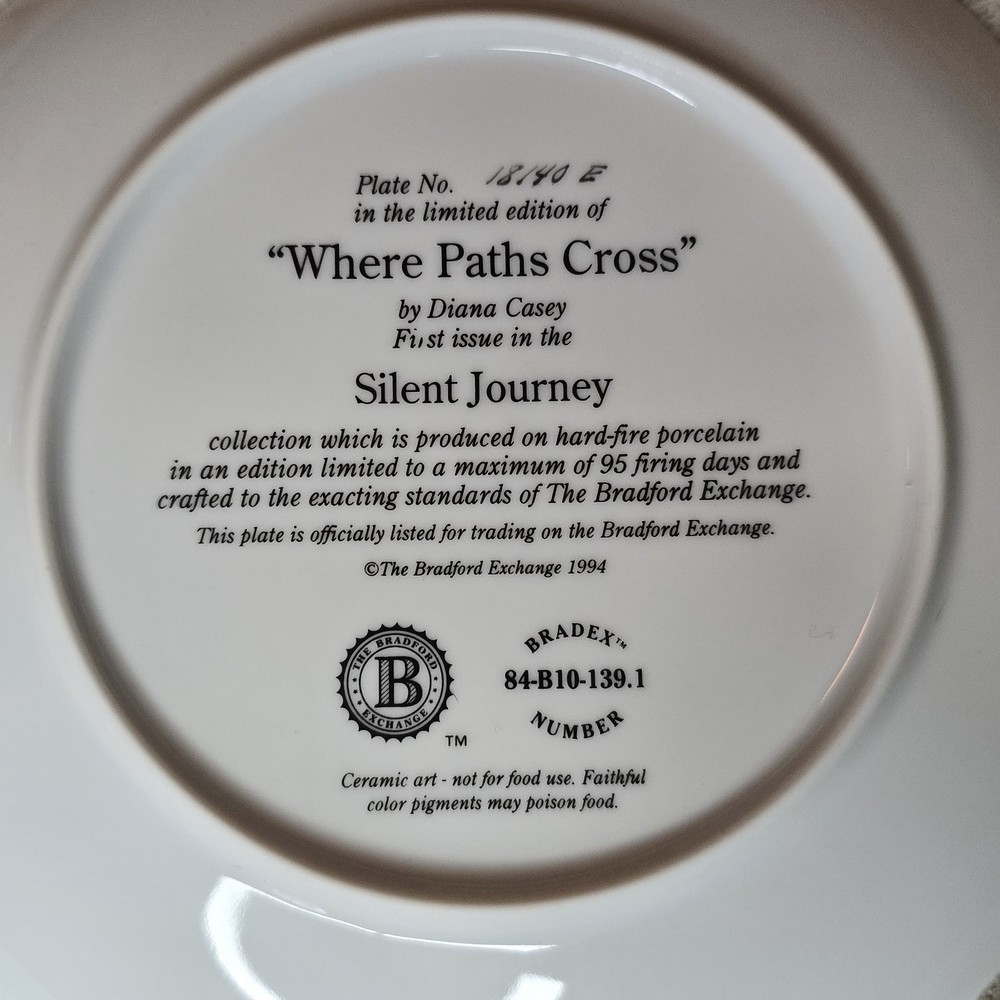 Plate No. 18140 E
in the limited edition of
“Where Paths Cross”
by Diana Casey
First issue in the
Silent Journey
collection which is produced on hard-fire porcelain
in an edition limited to a maximum of 95 firing days and
crafted to the exacting standards of The Bradford Exchange.
This plate is officially listed for trading on the Bradford Exchange.
©The Bradford Exchange 1994
THE BRADFORD
B
EXCHANGE
TM
BRADEX™
84-B10-139.1
NUMBER
Ceramic art - not for food use. Faithful
color pigments may poison food.